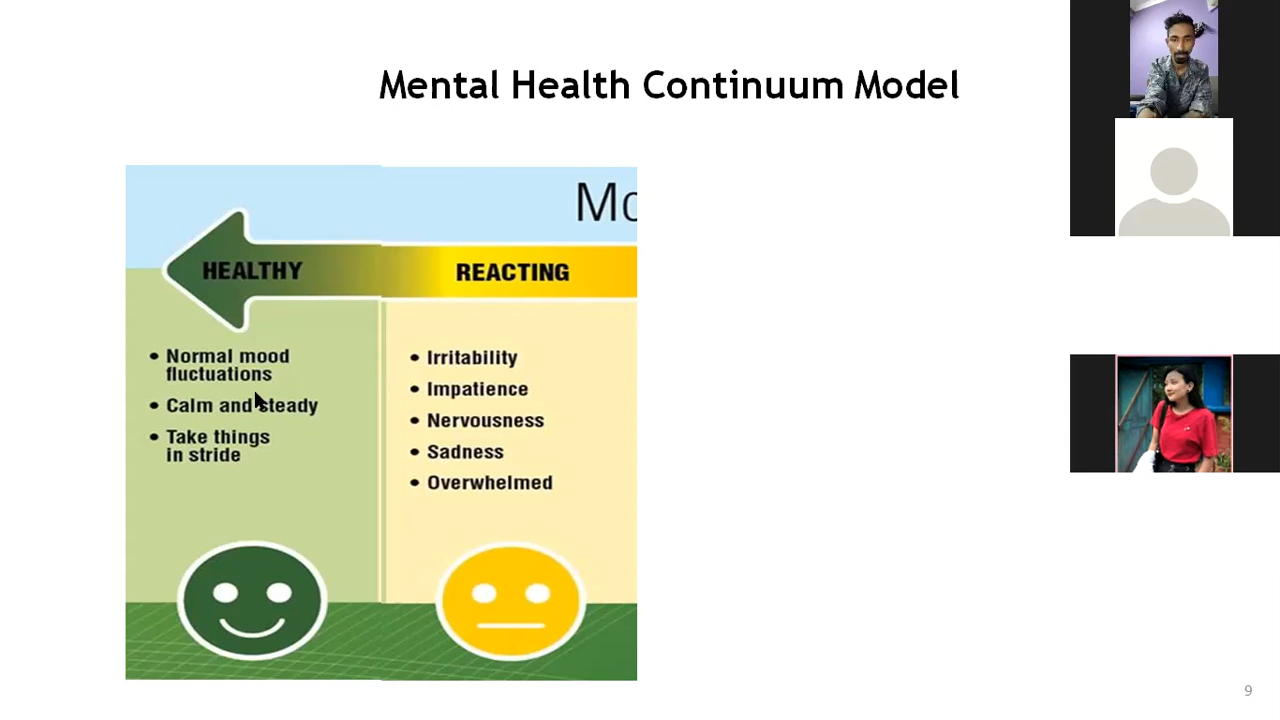 Mental Health Continuum Model
HEALTHY
• Normal mood
fluctuations
• Calm and steady
• Take things
in stride
REACTING
• Irritability
• Impatience
• Nervousness
• Sadness
• Overwhelmed
9